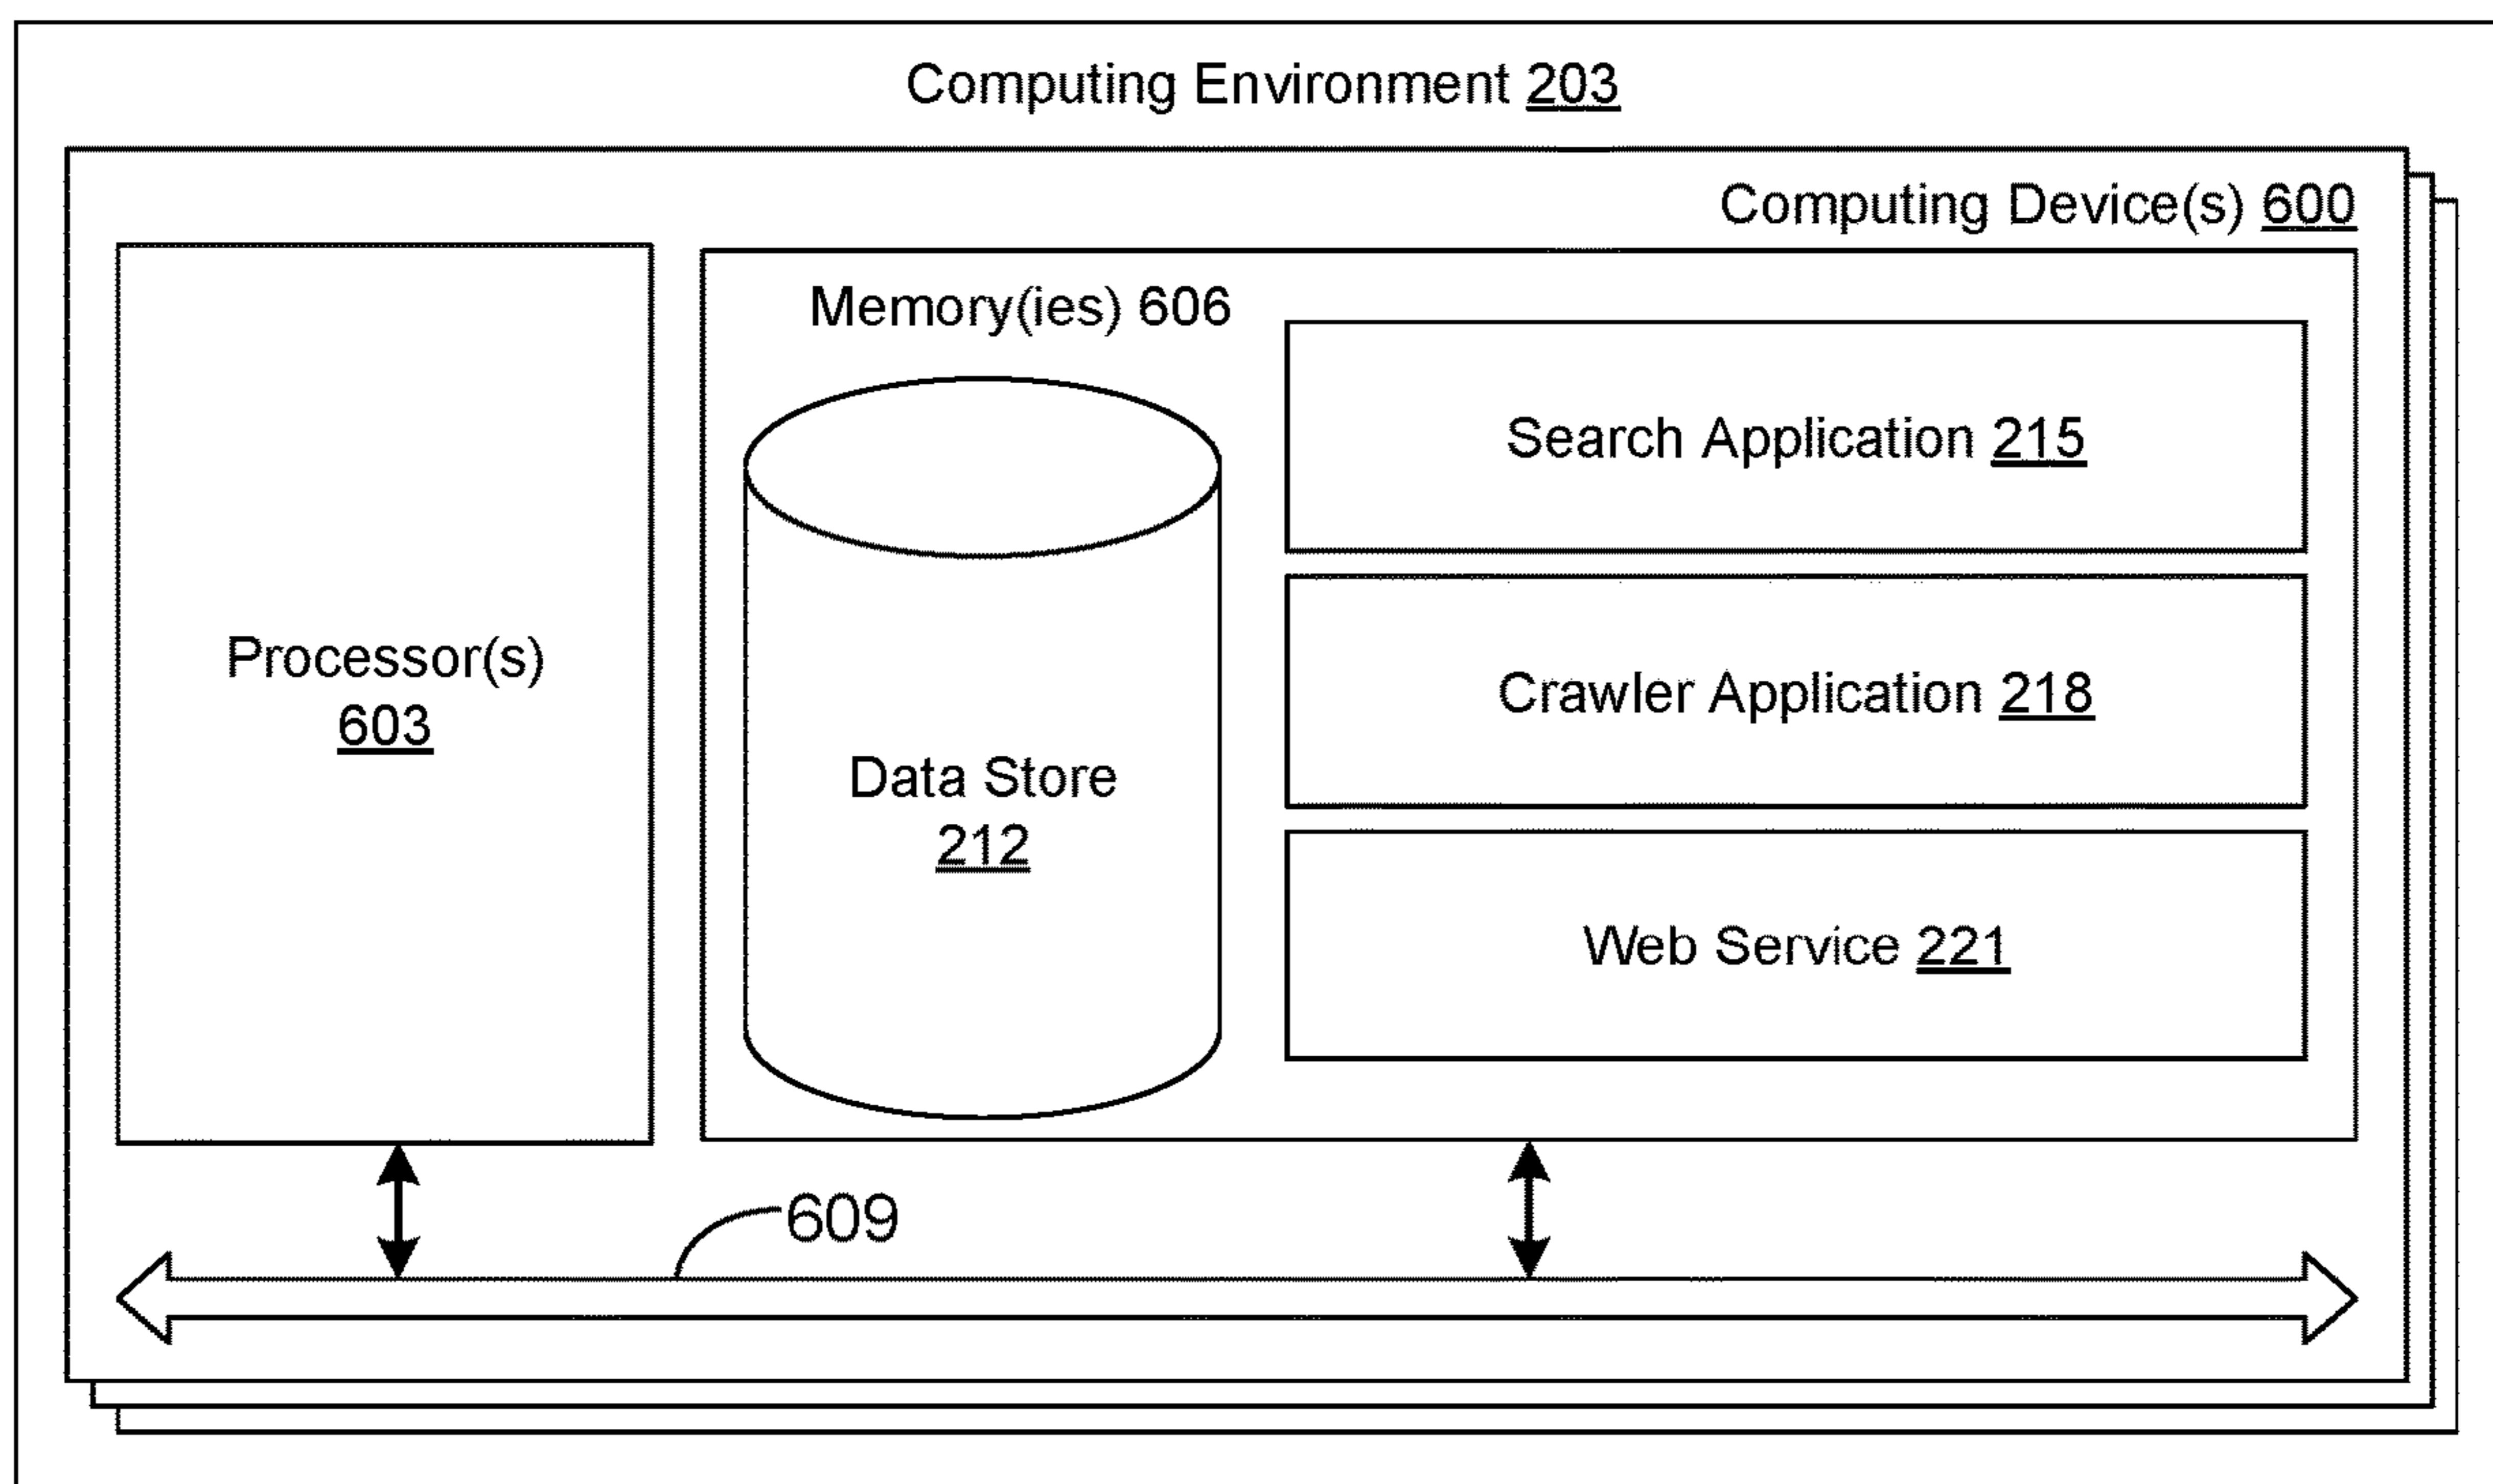 Computing Environment 203
Computing Device(s) 600
Memory(ies) 606
Search Application 215
Processor(s)
603
Crawler Application 218
Data Store
212
Web Service 221
609